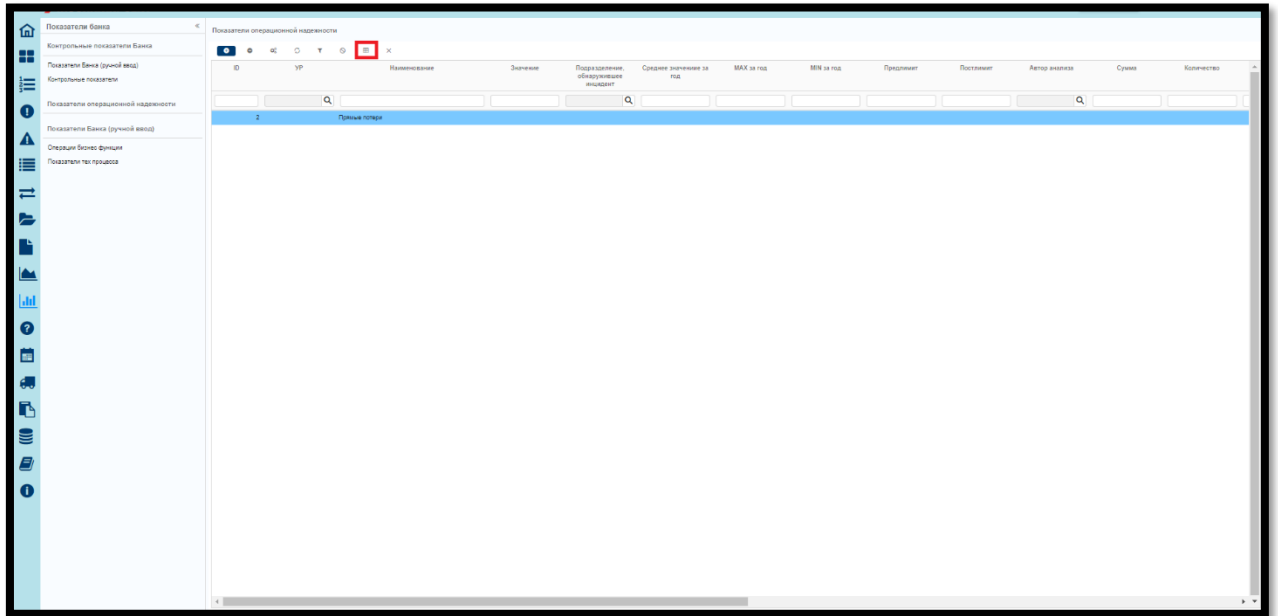 Показатели банка
Контрольные показатели Банка
Показатели Банка (ручной ввод)
Контрольные показатели
Показатели операционной надежности
Показатели Банка (ручной ввод)
Операции бизнес функции
Показатели тех процесса
Показатели операционной надежности
ID
УР
Наименование
Значение
Подразделение,
обнаружившее
инцидент
Среднее значение за
год
MAX за год
MIN за год
Предлимит
Постлимит
Автор анализа
Сумма
Количество
2
Прямые потери